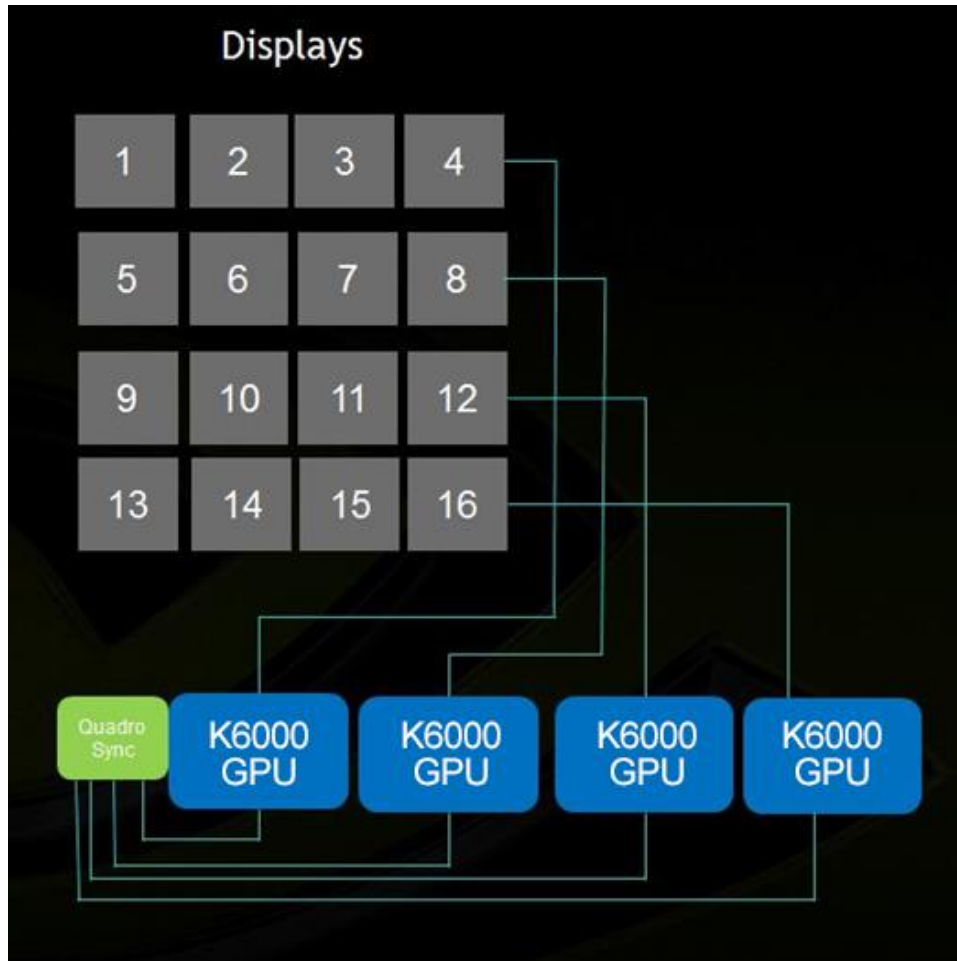 Displays
1 2 3 4
5 6 7 8
9 10 11 12
13 14 15 16
Quadro
Sync
K6000
GPU
K6000
GPU
K6000
GPU
K6000
GPU